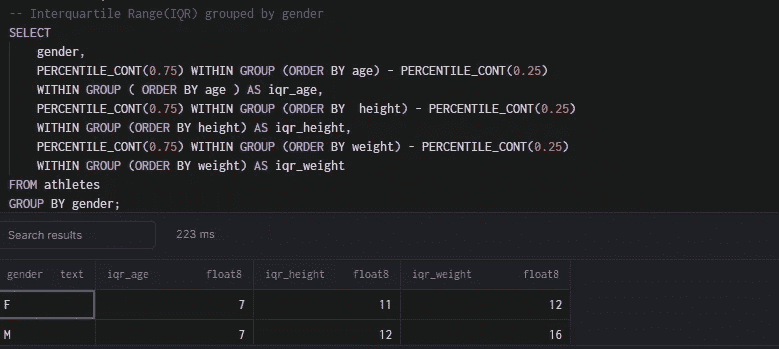 -- Interquartile Range(IQR) grouped by gender
SELECT
gender,
PERCENTILE_CONT(0.75) WITHIN GROUP (ORDER BY age) - PERCENTILE_CONT(0.25)
WITHIN GROUP ( ORDER BY age ) AS iqr_age,
PERCENTILE_CONT(0.75) WITHIN GROUP (ORDER BY  height) - PERCENTILE_CONT(0.25)
WITHIN GROUP (ORDER BY height) AS iqr_height,
PERCENTILE_CONT(0.75) WITHIN GROUP (ORDER BY weight) - PERCENTILE_CONT(0.25)
WITHIN GROUP (ORDER BY weight) AS iqr_weight
FROM athletes
GROUP BY gender;
Search results 223 ms
gender text iqr_age float8 iqr_height float8 iqr_weight float8
F 7 11 12
M 7 12 16